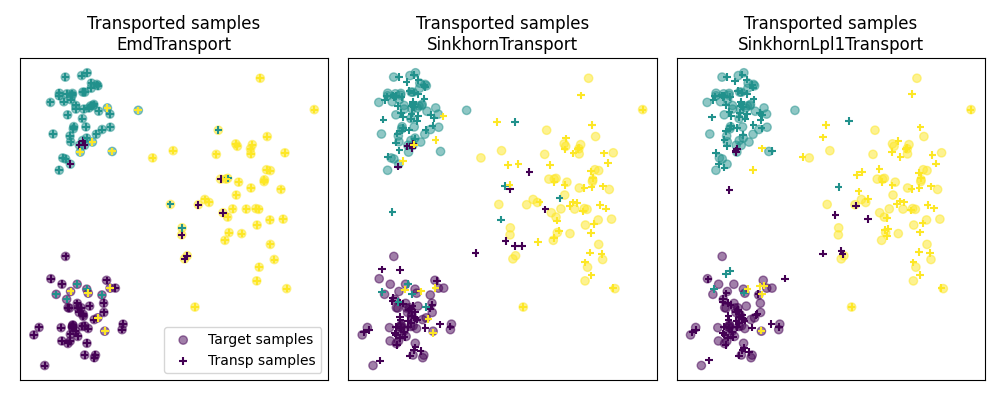 Transported samples
EmdTransport
Transported samples
SinkhornTransport
Transported samples
SinkhornLpl1Transport
Target samples
Transp samples